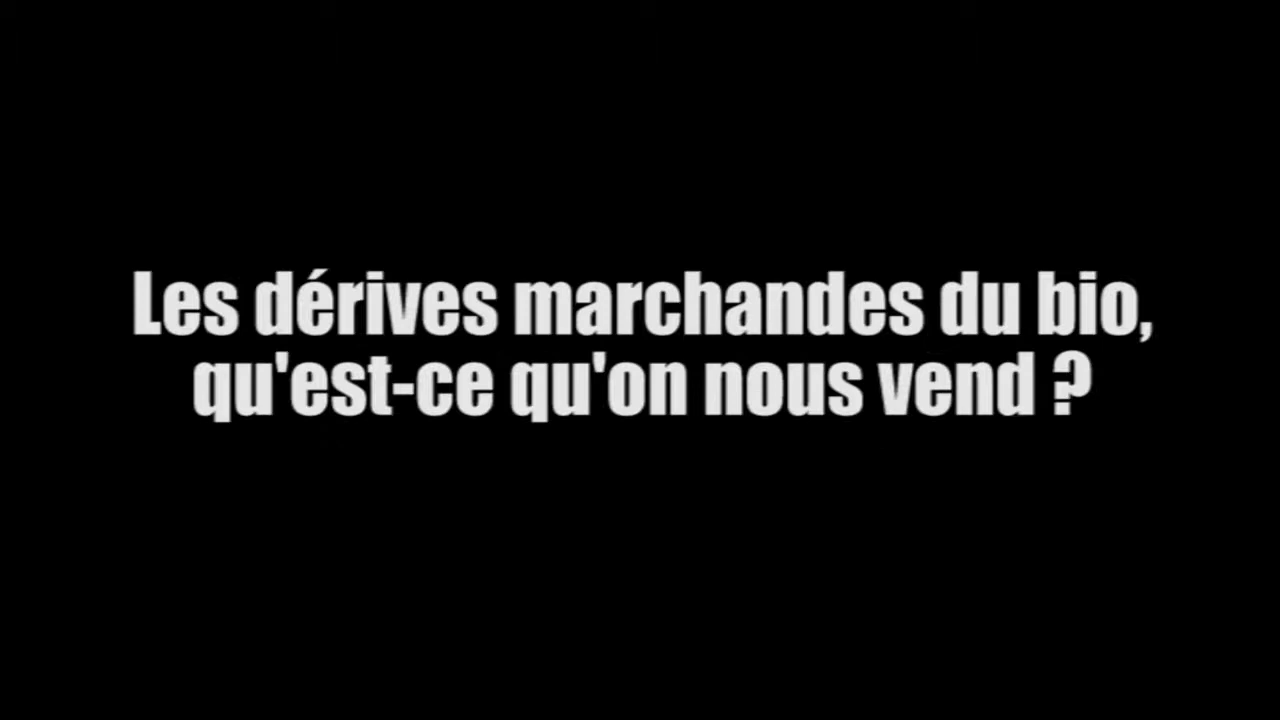 Les dérives marchandes du bio,
qu'est-ce qu'on nous vend ?